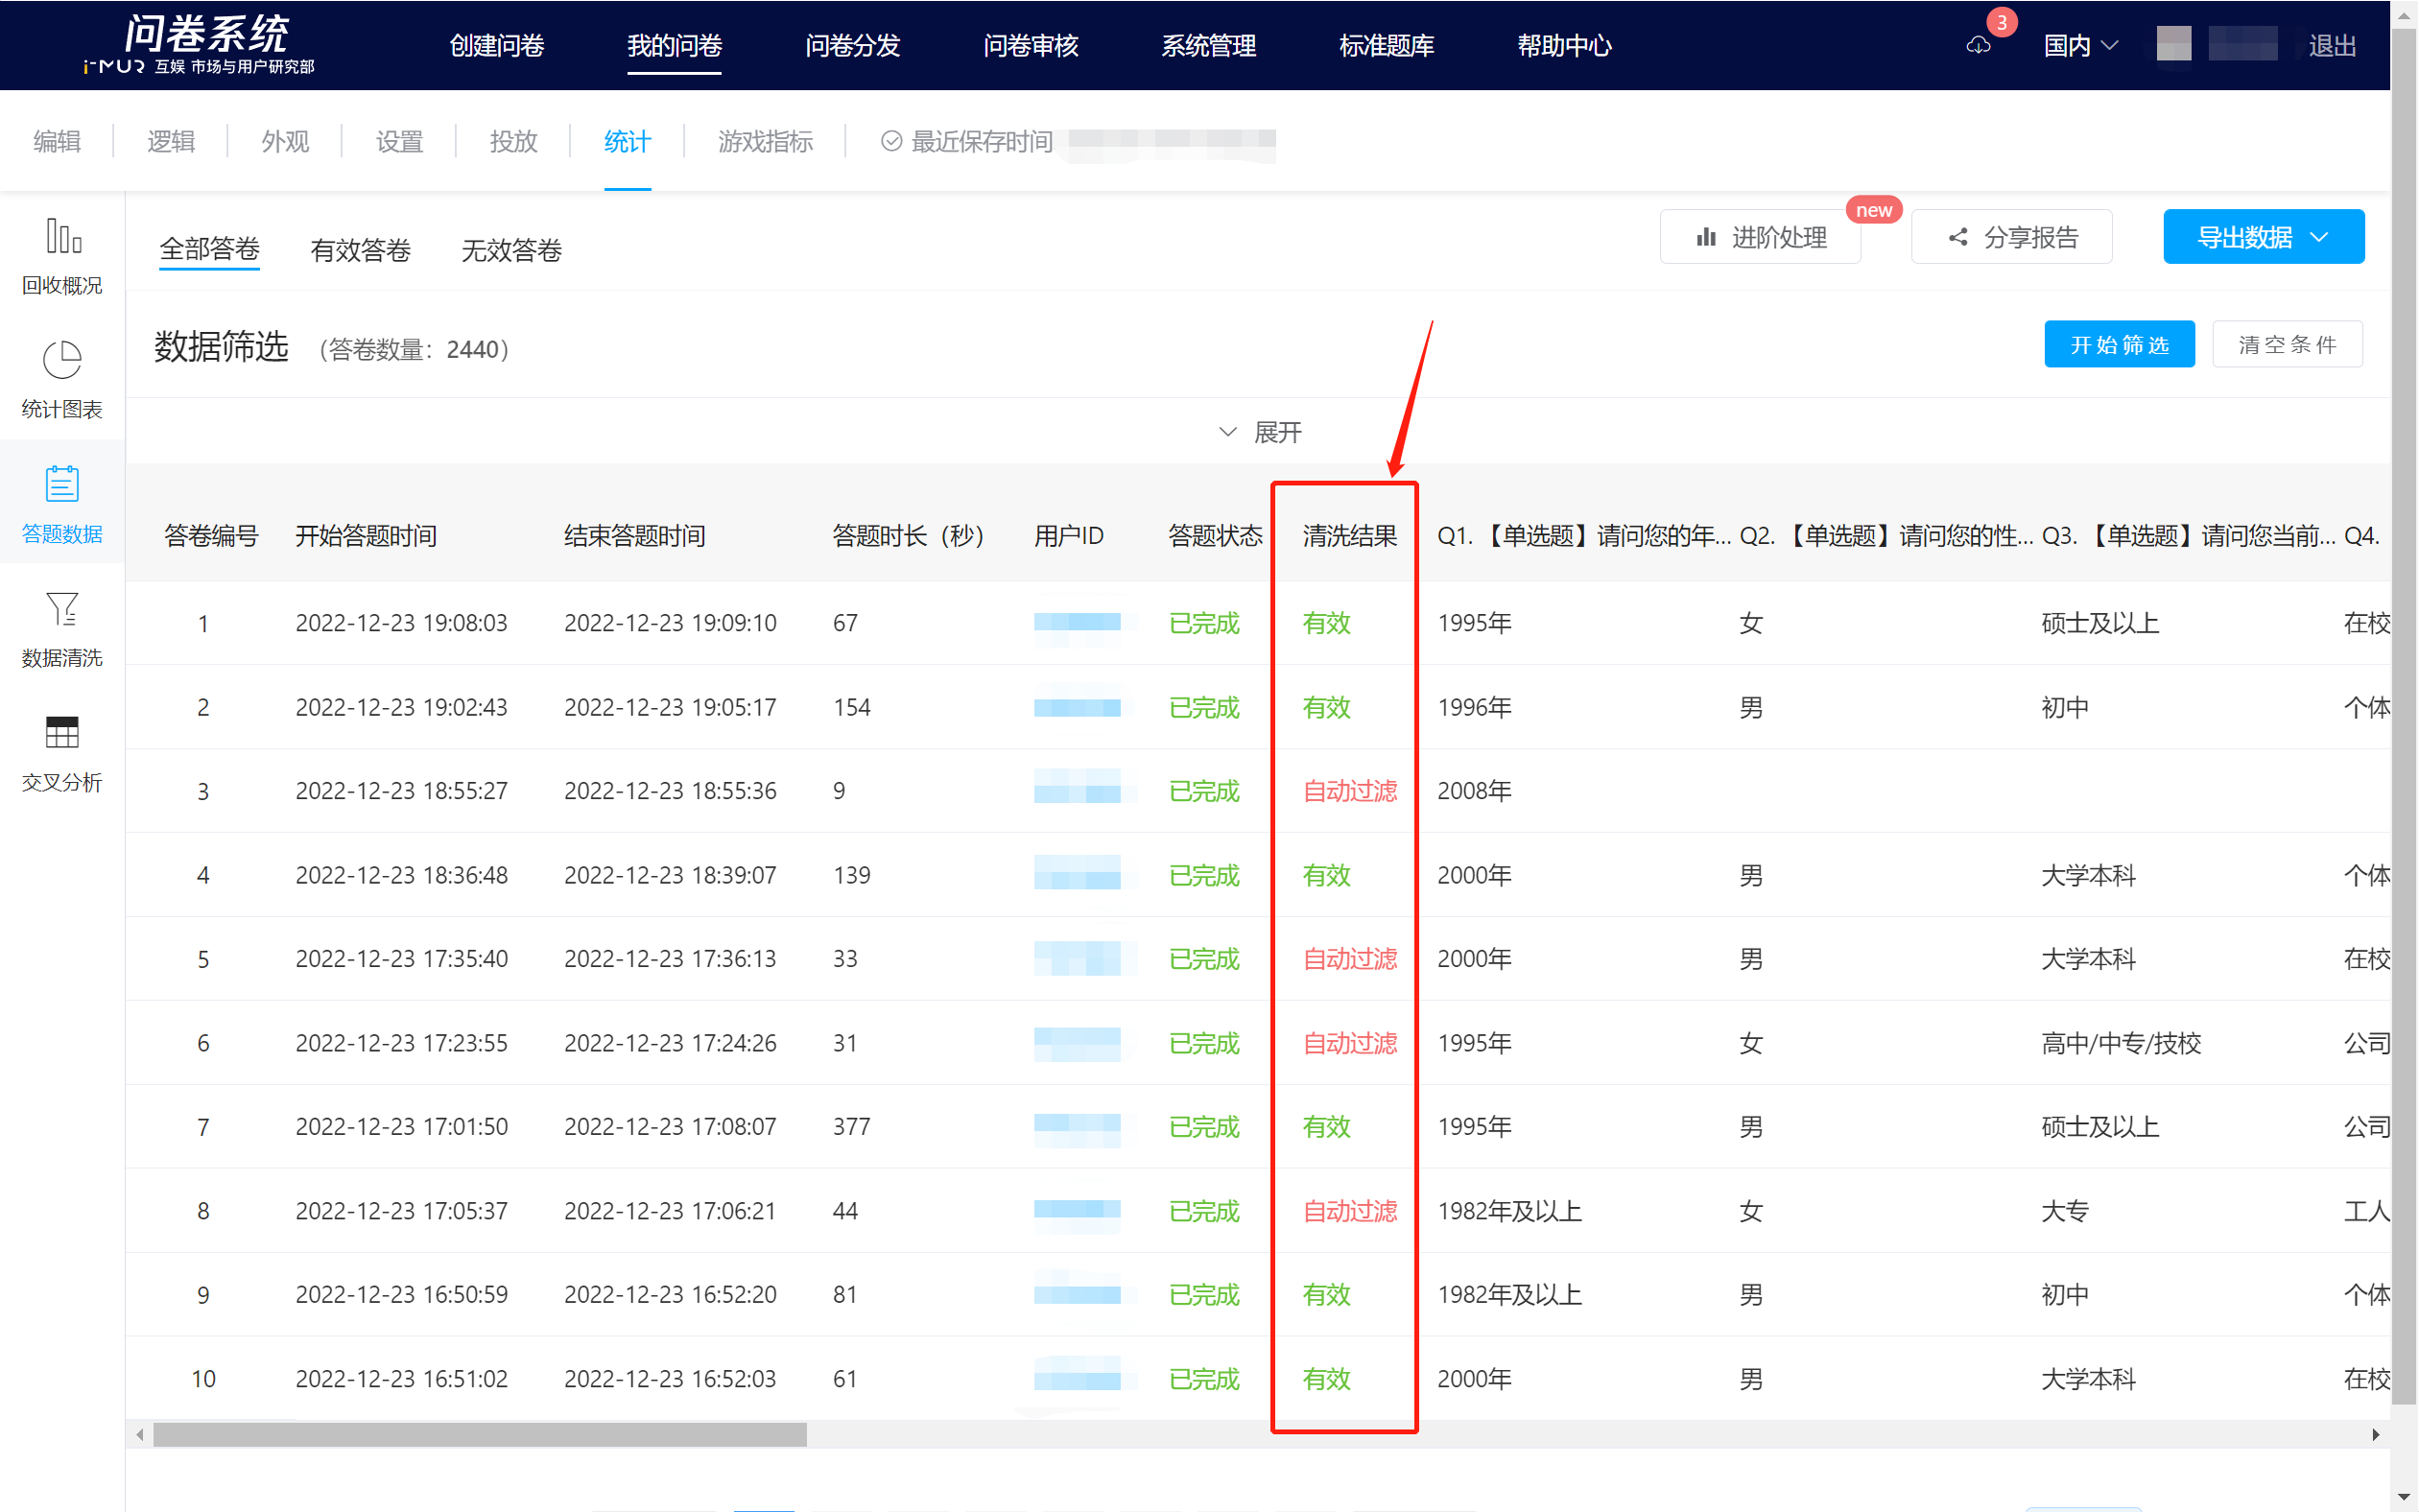 问卷系统
i-MUR 互娱 市场与用户研究部
创建问卷 我的问卷 问卷分发 问卷审核 系统管理 标准题库 帮助中心 3 国内 退出
编辑 逻辑 外观 设置 投放 统计 游戏指标 最近保存时间
回收概况
统计图表
答题数据
数据清洗
交叉分析
全部答卷 有效答卷 无效答卷 进阶处理 new 分享报告 导出数据
数据筛选 （答卷数量：2440） 开始筛选 清空条件
展开
答卷编号 开始答题时间 结束答题时间 答题时长（秒） 用户ID 答题状态 清洗结果 Q1.【单选题】请问您的年... Q2.【单选题】请问您的性... Q3.【单选题】请问您当前... Q4.
1 2022-12-23 19:08:03 2022-12-23 19:09:10 67 已完成 有效 1995年 女 硕士及以上 在校
2 2022-12-23 19:02:43 2022-12-23 19:05:17 154 已完成 有效 1996年 男 初中 个体
3 2022-12-23 18:55:27 2022-12-23 18:55:36 9 已完成 自动过滤 2008年
4 2022-12-23 18:36:48 2022-12-23 18:39:07 139 已完成 有效 2000年 男 大学本科 个体
5 2022-12-23 17:35:40 2022-12-23 17:36:13 33 已完成 自动过滤 2000年 男 大学本科 在校
6 2022-12-23 17:23:55 2022-12-23 17:24:26 31 已完成 自动过滤 1995年 女 高中/中专/技校 公司
7 2022-12-23 17:01:50 2022-12-23 17:08:07 377 已完成 有效 1995年 男 硕士及以上 公司
8 2022-12-23 17:05:37 2022-12-23 17:06:21 44 已完成 自动过滤 1982年及以上 女 大专 工人
9 2022-12-23 16:50:59 2022-12-23 16:52:20 81 已完成 有效 1982年及以上 男 初中 个体
10 2022-12-23 16:51:02 2022-12-23 16:52:03 61 已完成 有效 2000年 男 大学本科 在校